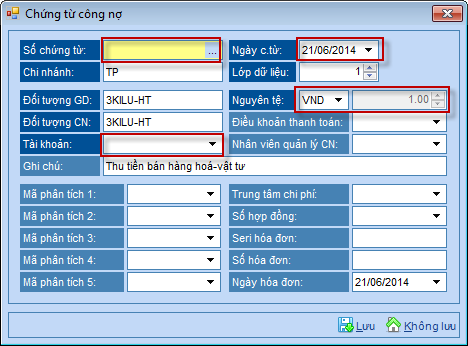 Chứng từ công nợ
Số chứng từ: ... Ngày c.từ: 21/06/2014
Chi nhánh: TP Lớp dữ liệu: 1
Đối tượng GD: 3KILU-HT Nguyên tệ: VND 1.00
Đối tượng CN: 3KILU-HT Điều khoản thanh toán:
Tài khoản: Nhân viên quản lý CN:
Ghi chú: Thu tiền bán hàng hoá-vật tư
Mã phân tích 1: Trung tâm chi phí:
Mã phân tích 2: Số hợp đồng:
Mã phân tích 3: Seri hóa đơn:
Mã phân tích 4: Số hóa đơn:
Mã phân tích 5: Ngày hóa đơn: 21/06/2014
Lưu Không lưu